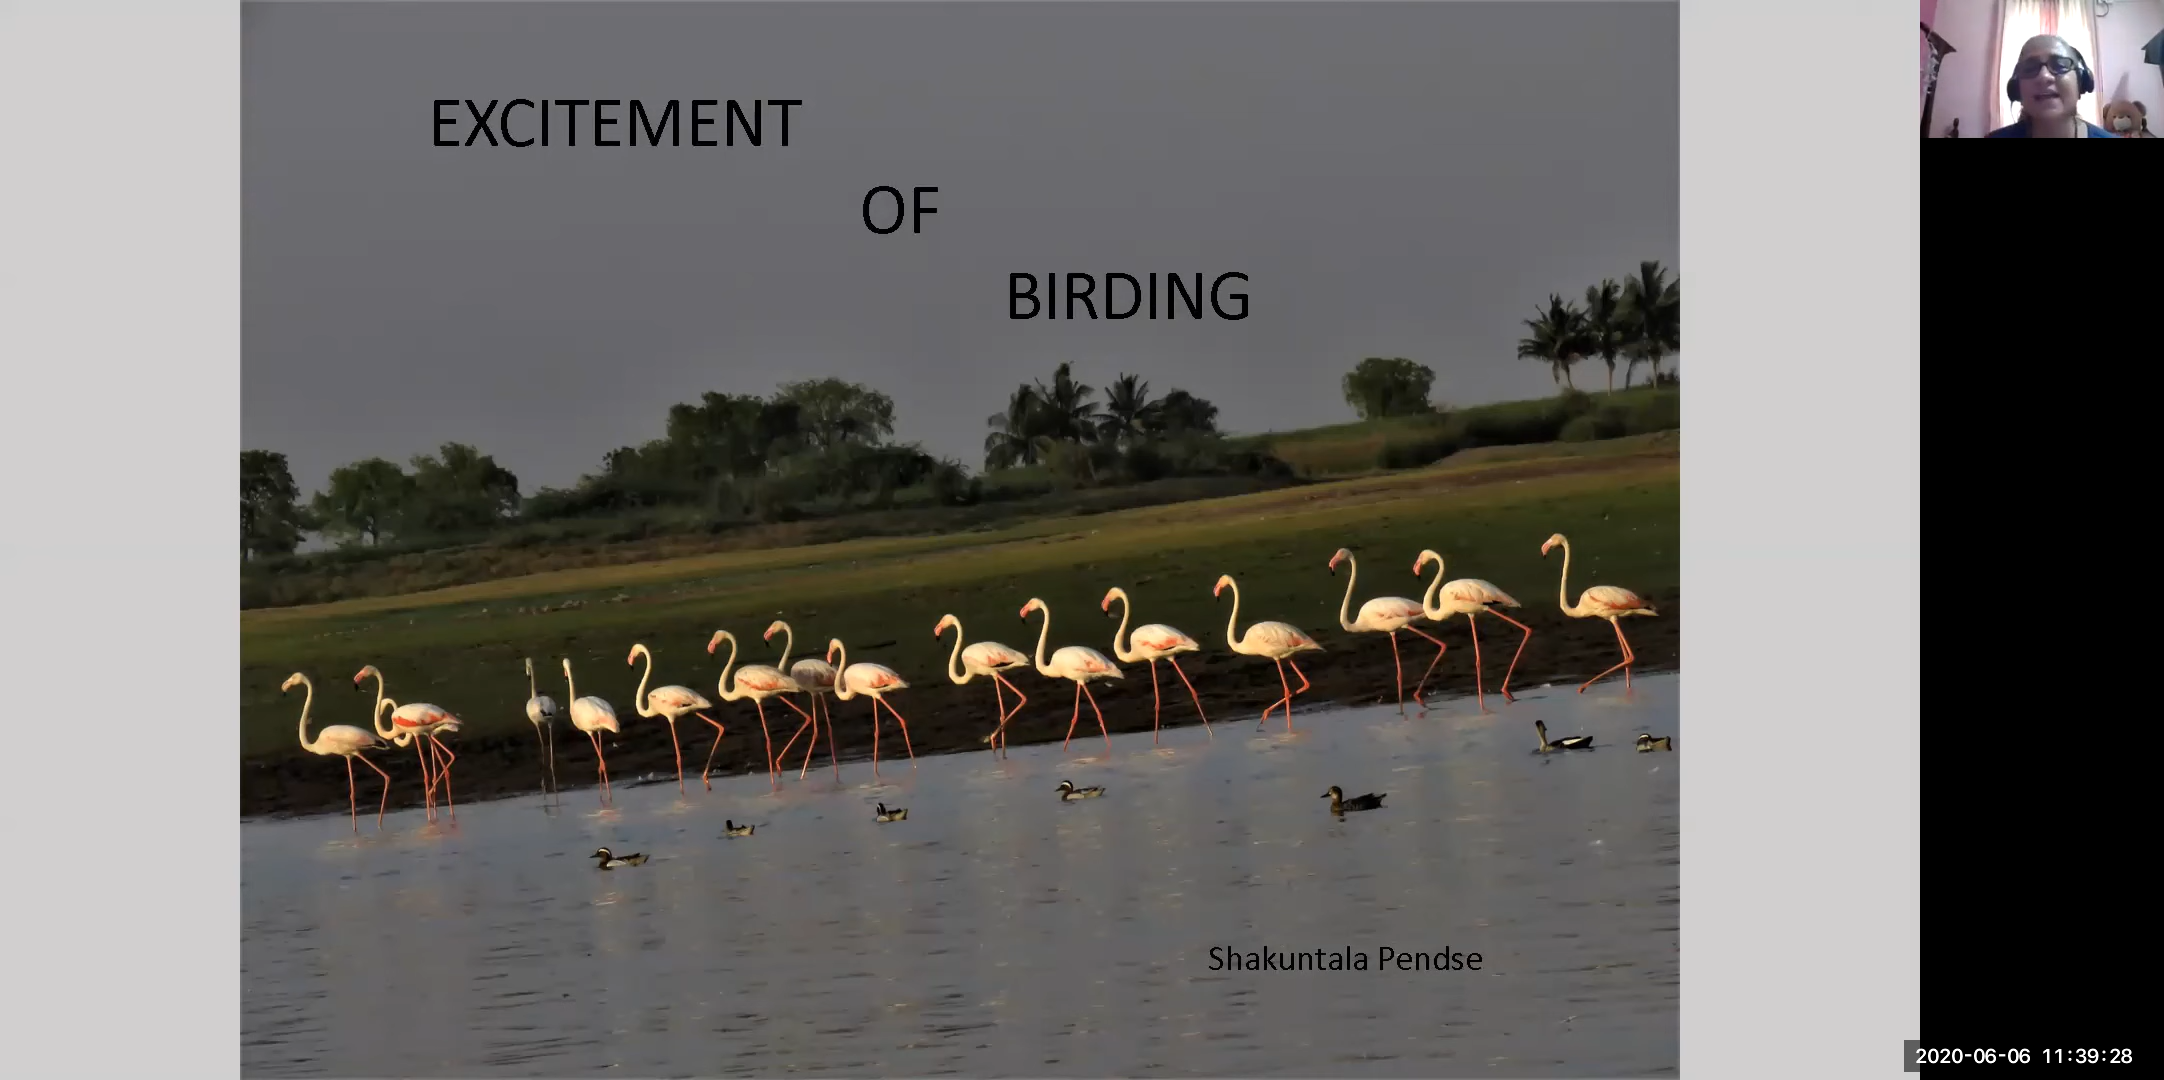 EXCITEMENT
OF
BIRDING
Shakuntala Pendse
2020-06-06 11:39:28